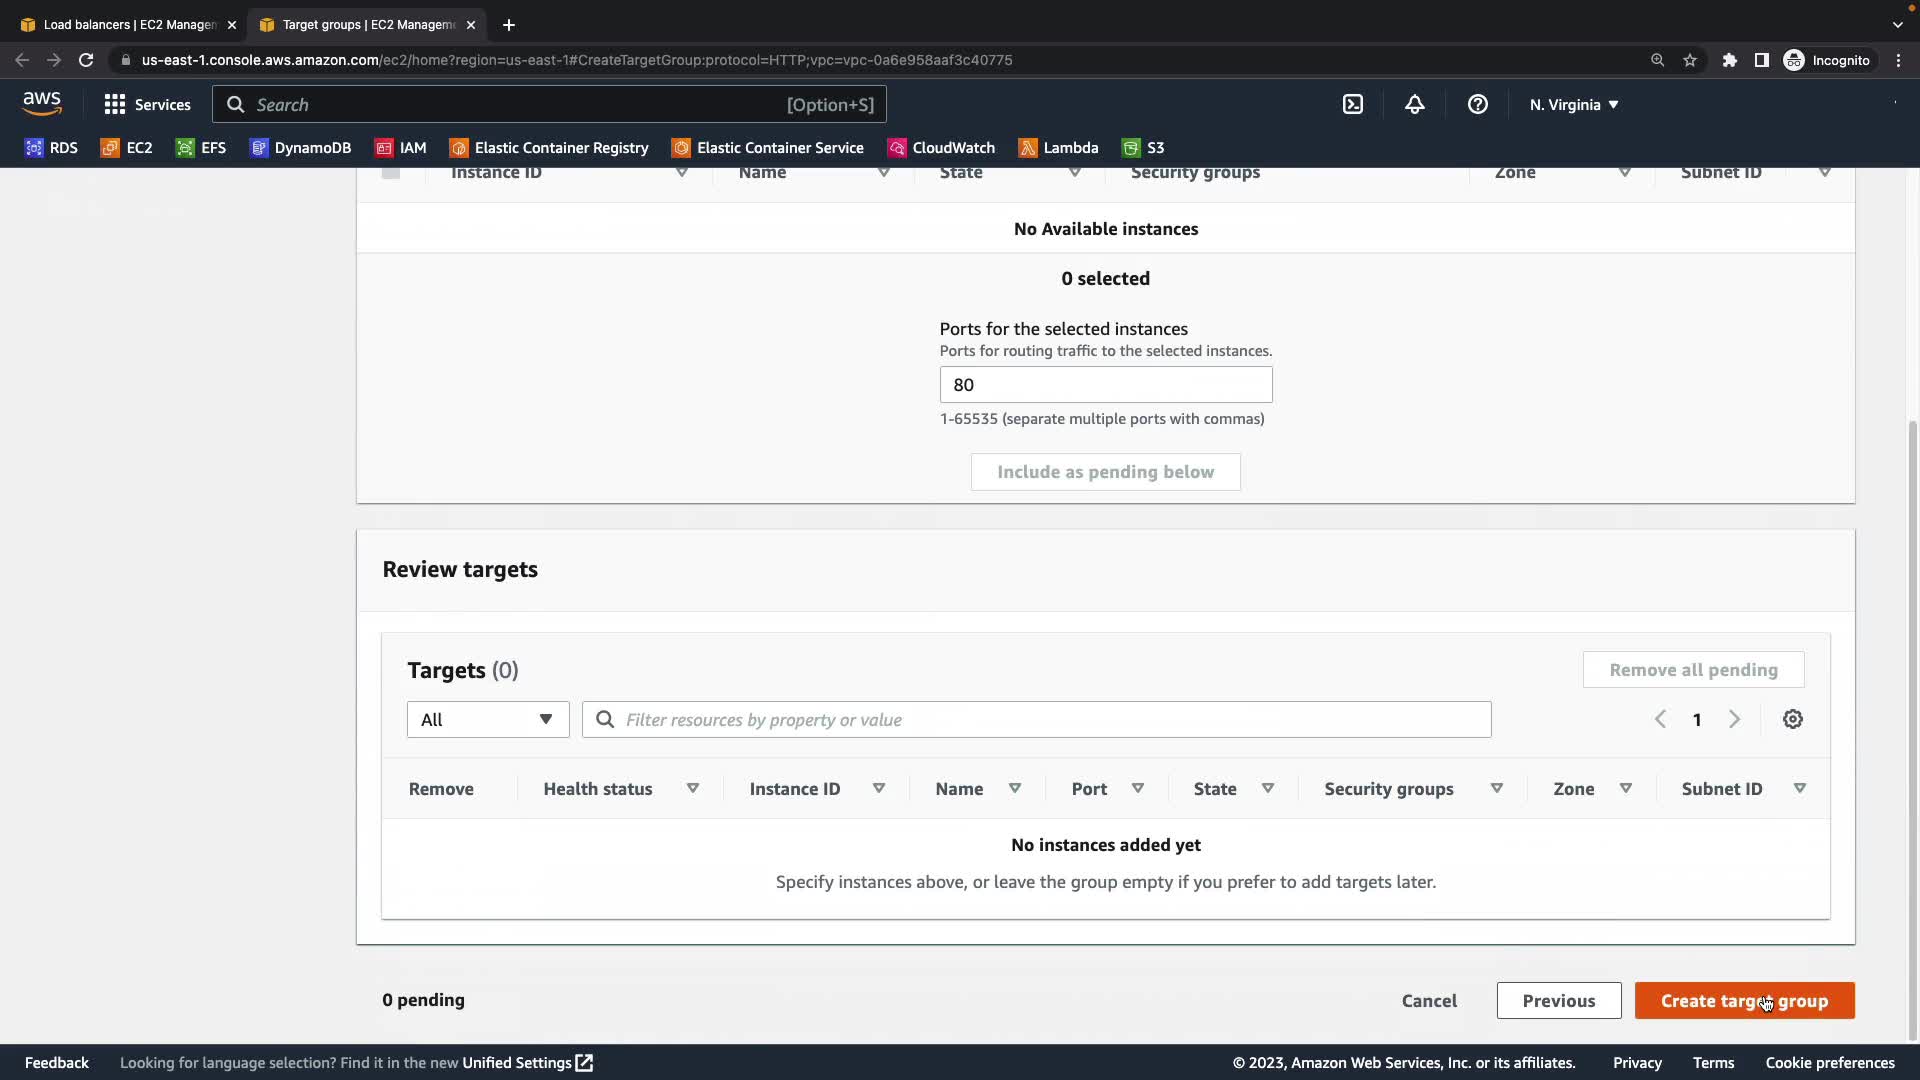 Load balancers | EC2 Managem
Target groups | EC2 Manageme
us-east-1.console.aws.amazon.com/ec2/home?region=us-east-1#CreateTargetGroup:protocol=HTTP;vpc=vpc-0a6e958aaf3c40775
Incognito
aws
Services
Search
[Option+S]
N. Virginia
RDS
EC2
EFS
DynamoDB
IAM
Elastic Container Registry
Elastic Container Service
CloudWatch
Lambda
S3
Instance ID
Name
State
Security groups
Zone
Subnet ID
No Available instances
0 selected
Ports for the selected instances
Ports for routing traffic to the selected instances.
80
1-65535 (separate multiple ports with commas)
Include as pending below
Review targets
Targets (0)
Remove all pending
All
Filter resources by property or value
1
Remove
Health status
Instance ID
Name
Port
State
Security groups
Zone
Subnet ID
No instances added yet
Specify instances above, or leave the group empty if you prefer to add targets later.
0 pending
Cancel
Previous
Create target group
Feedback
Looking for language selection? Find it in the new Unified Settings
© 2023, Amazon Web Services, Inc. or its affiliates.
Privacy
Terms
Cookie preferences